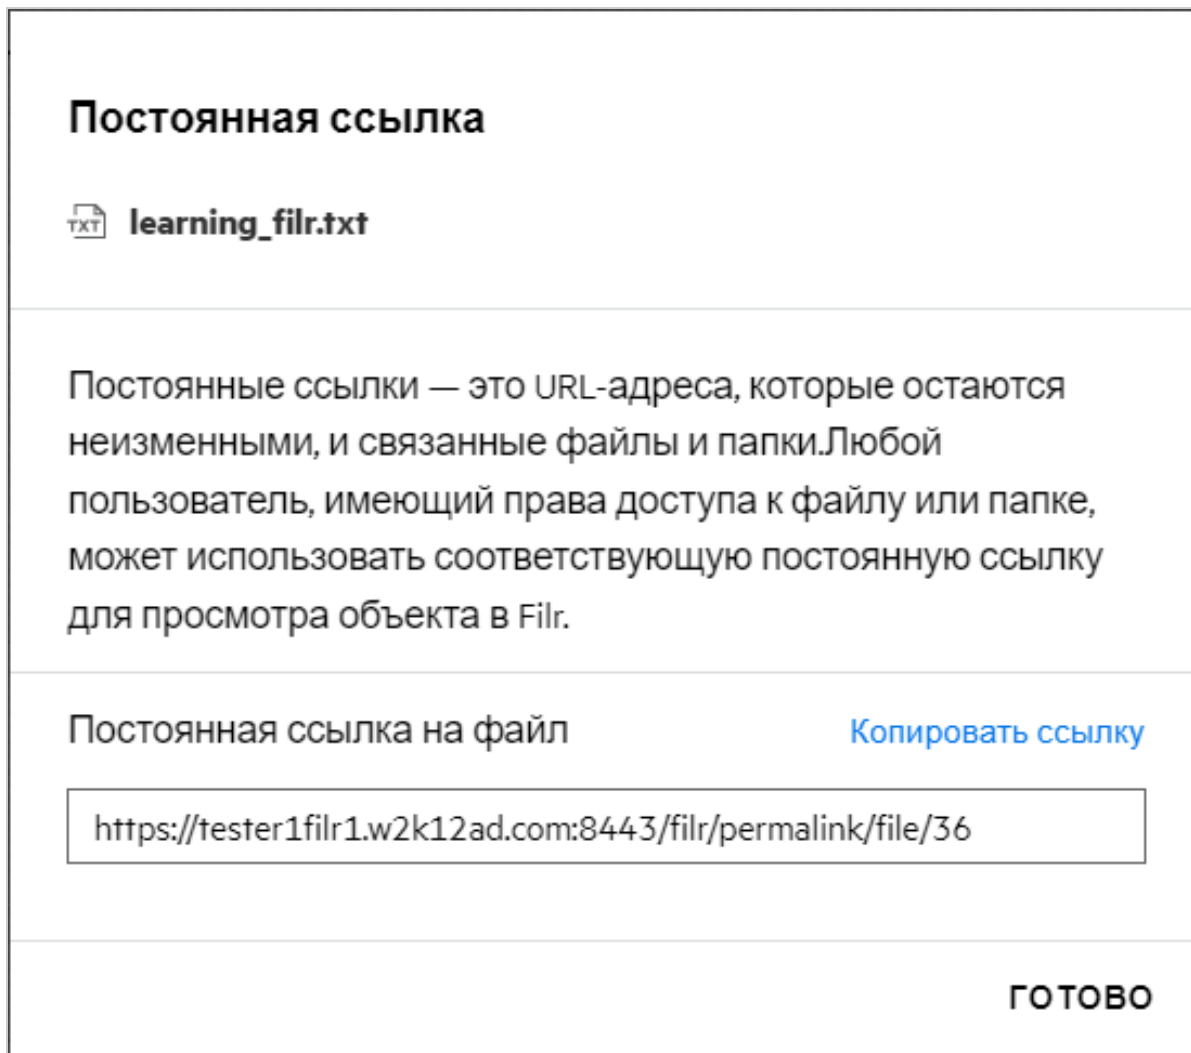 Постоянная ссылка
TXT learning_filr.txt
Постоянные ссылки — это URL-адреса, которые остаются
неизменными, и связанные файлы и папки.Любой
пользователь, имеющий права доступа к файлу или папке,
может использовать соответствующую постоянную ссылку
для просмотра объекта в Filr.
Постоянная ссылка на файл Копировать ссылку
https://tester1filr1.w2k12ad.com:8443/filr/permalink/file/36
ГОТОВО